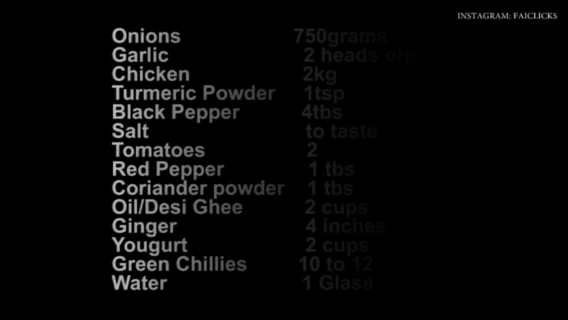 INSTAGRAM: FAICLICKS
Onions 750grams
Garlic 2 heads of
Chicken 2kg
Turmeric Powder 1tsp
Black Pepper 4tbs
Salt to taste
Tomatoes 2
Red Pepper 1 tbs
Coriander powder 1 tbs
Oil/Desi Ghee 2 cups
Ginger 4 inches
Yougurt 2 cups
Green Chillies 10 to 12
Water 1 Glass